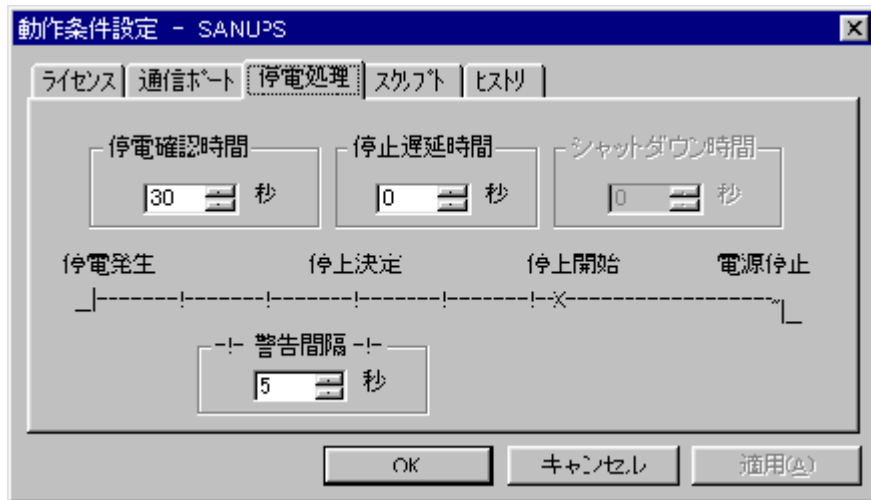 動作条件設定 - SANUPS
ライセンス 通信ポート 停電処理 スクリプト ヒストリ
停電確認時間 停止遅延時間 シャットダウン時間
30 秒 0 秒 0 秒
停電発生 停止決定 停止開始 電源停止
_|-------!-------!-------!-------!-------!--X-------------------~|_
-!- 警告間隔 -!-
5 秒
OK キャンセル 適用(A)